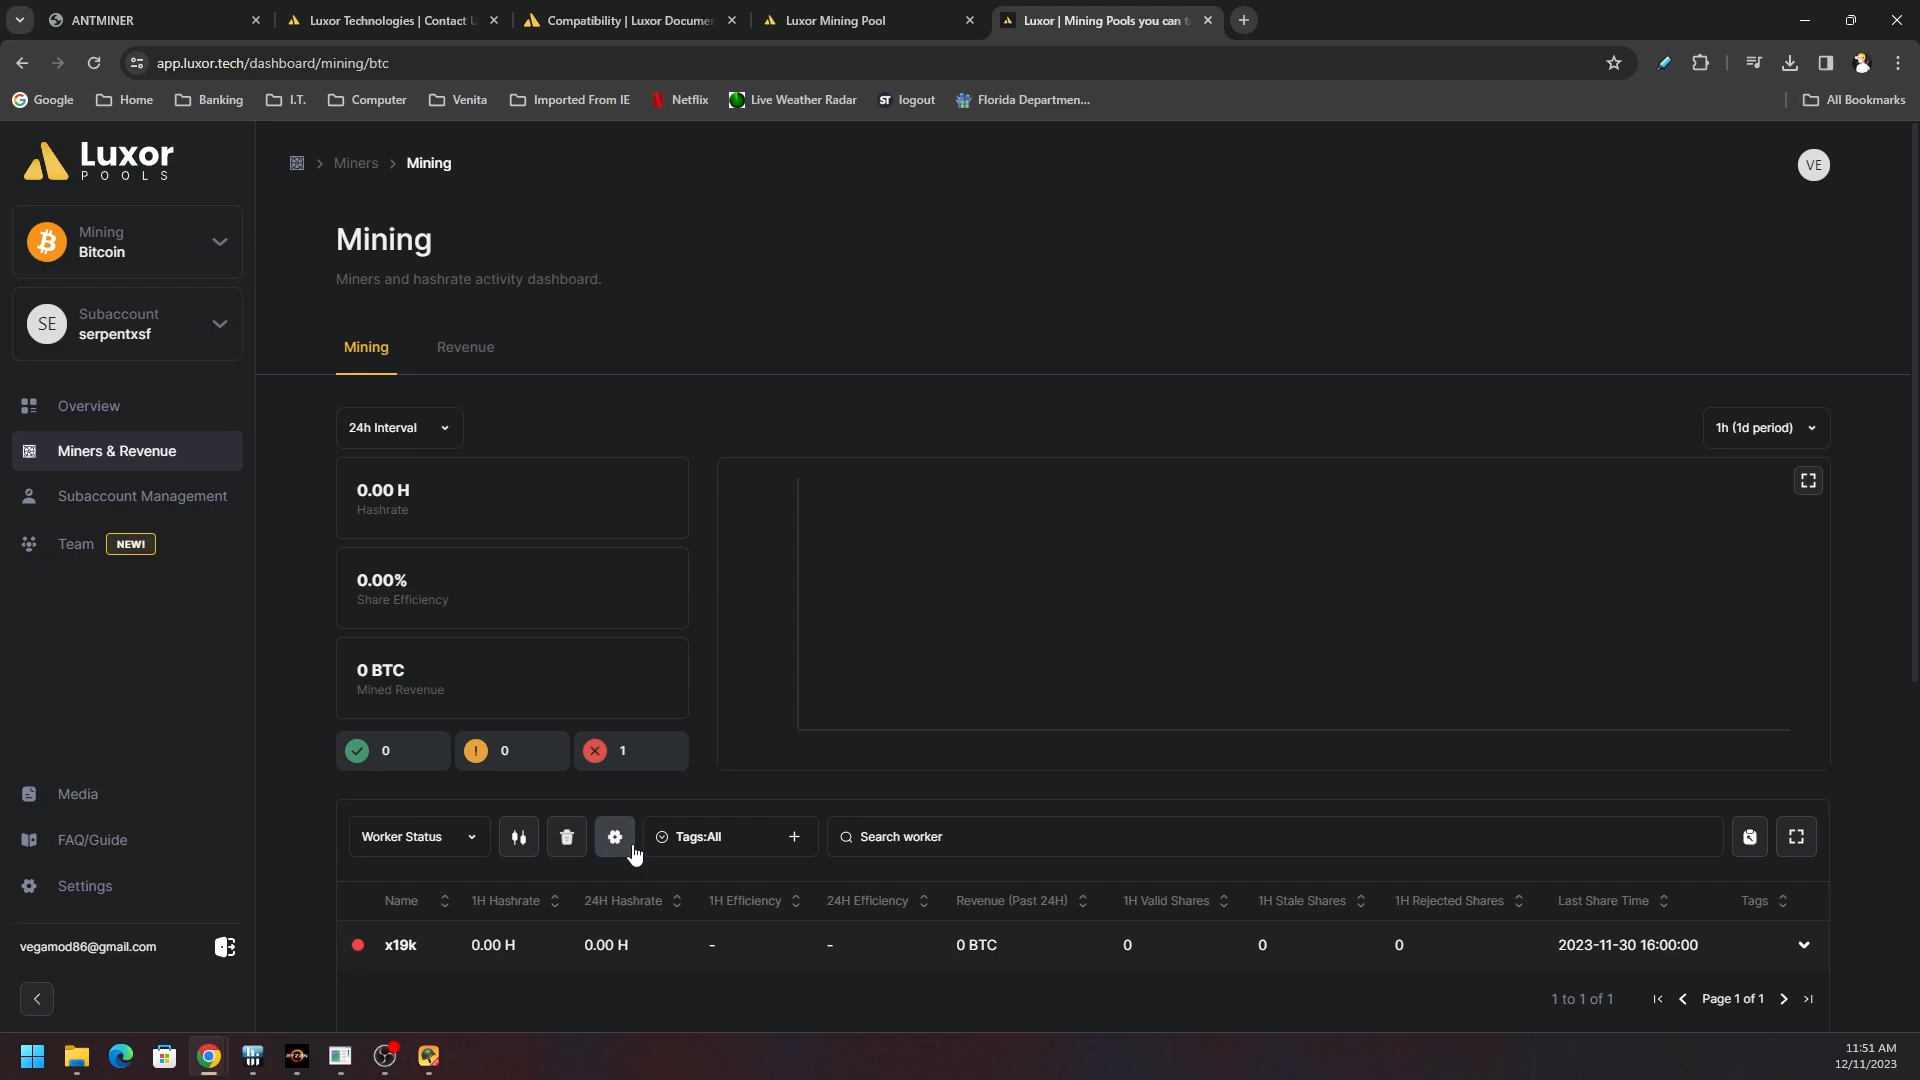 ANTMINER
Luxor Technologies | Contact U
Compatibility | Luxor Documen
Luxor Mining Pool
Luxor | Mining Pools you can t
app.luxor.tech/dashboard/mining/btc
Google
Home
Banking
I.T.
Computer
Venita
Imported From IE
Netflix
Live Weather Radar
ST logout
Florida Departmen...
All Bookmarks
Luxor
POOLS
Miners > Mining
VE
Mining
Bitcoin
SE
Subaccount
serpentxsf
Overview
Miners & Revenue
Subaccount Management
Team NEW!
Media
FAQ/Guide
Settings
vegamod86@gmail.com
Mining
Miners and hashrate activity dashboard.
Mining Revenue
24h Interval
1h (1d period)
0.00 H
Hashrate
0.00%
Share Efficiency
0 BTC
Mined Revenue
0 ! 0 1
Worker Status Tags:All + Search worker
Name 1H Hashrate 24H Hashrate 1H Efficiency 24H Efficiency Revenue (Past 24H) 1H Valid Shares 1H Stale Shares 1H Rejected Shares Last Share Time Tags
x19k 0.00 H 0.00 H - - 0 BTC 0 0 0 2023-11-30 16:00:00
1 to 1 of 1 Page 1 of 1
RYZEN
11:51 AM
12/11/2023